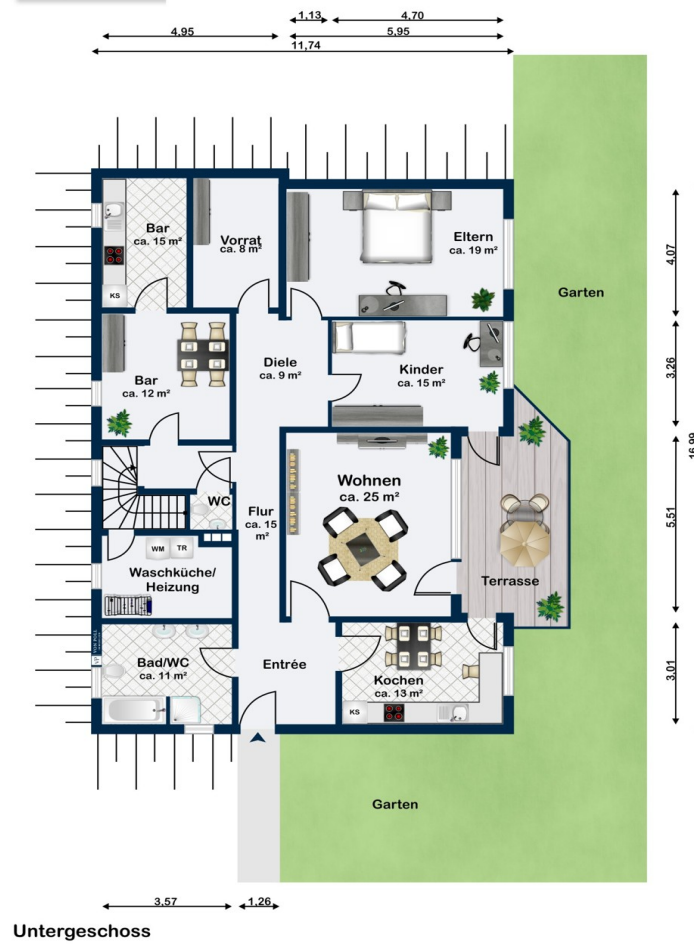 1,13
4,70
4,95
5,95
11,74
Bar
ca. 15 m²
KS
Vorrat
ca. 8 m²
Eltern
ca. 19 m²
4,07
Garten
Bar
ca. 12 m²
Diele
ca. 9 m²
Kinder
ca. 15 m²
3,26
16,99
WC
Flur
ca. 15
m²
Wohnen
ca. 25 m²
5,51
Terrasse
WM
TR
Waschküche/
Heizung
Bad/WC
ca. 11 m²
Entrée
Kochen
ca. 13 m²
KS
3,01
Garten
3,57
1,26
Untergeschoss